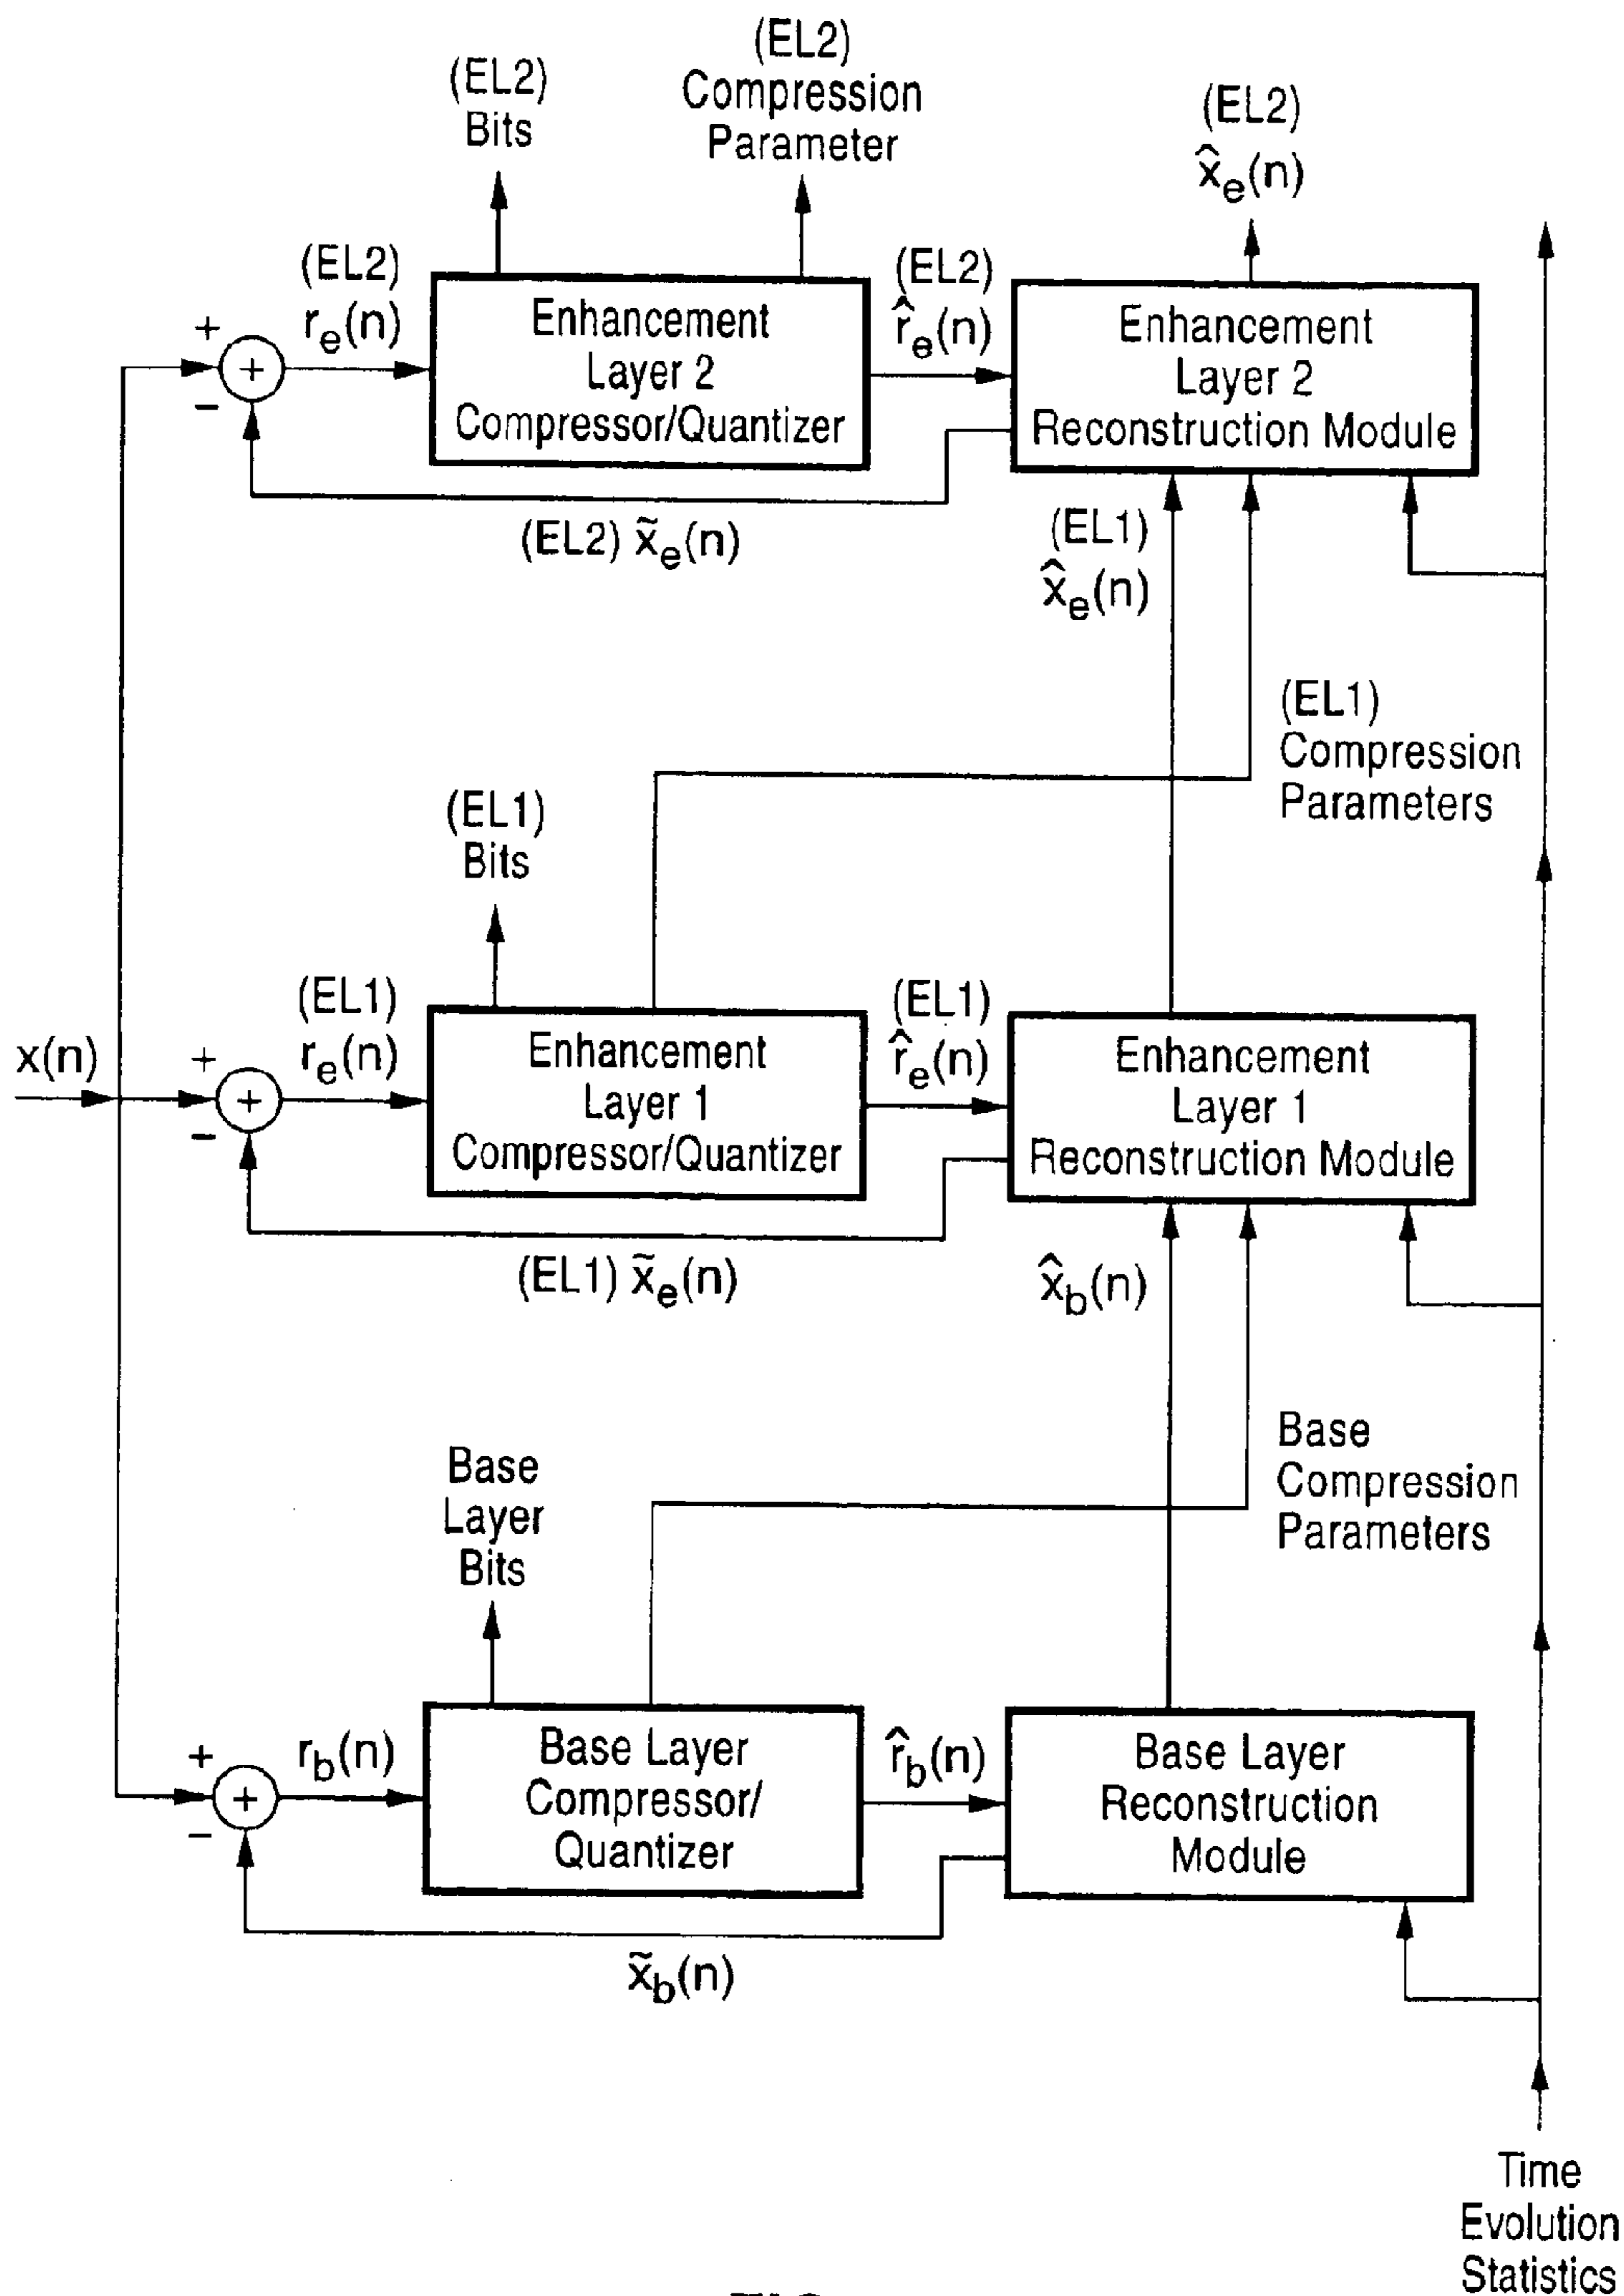 (EL2)
Bits
(EL2)
Compression
Parameter
(EL2)
x̂e(n)
(EL2)
re(n)
+
+
−
Enhancement
Layer 2
Compressor/Quantizer
(EL2)
r̂e(n)
Enhancement
Layer 2
Reconstruction Module
(EL2) x̃e(n)
(EL1)
x̂e(n)
(EL1)
Compression
Parameters
(EL1)
Bits
x(n)
(EL1)
re(n)
+
+
−
Enhancement
Layer 1
Compressor/Quantizer
(EL1)
r̂e(n)
Enhancement
Layer 1
Reconstruction Module
(EL1) x̃e(n)
x̂b(n)
Base
Compression
Parameters
Base
Layer
Bits
rb(n)
+
+
−
Base Layer
Compressor/
Quantizer
r̂b(n)
Base Layer
Reconstruction
Module
x̃b(n)
Time
Evolution
Statistics